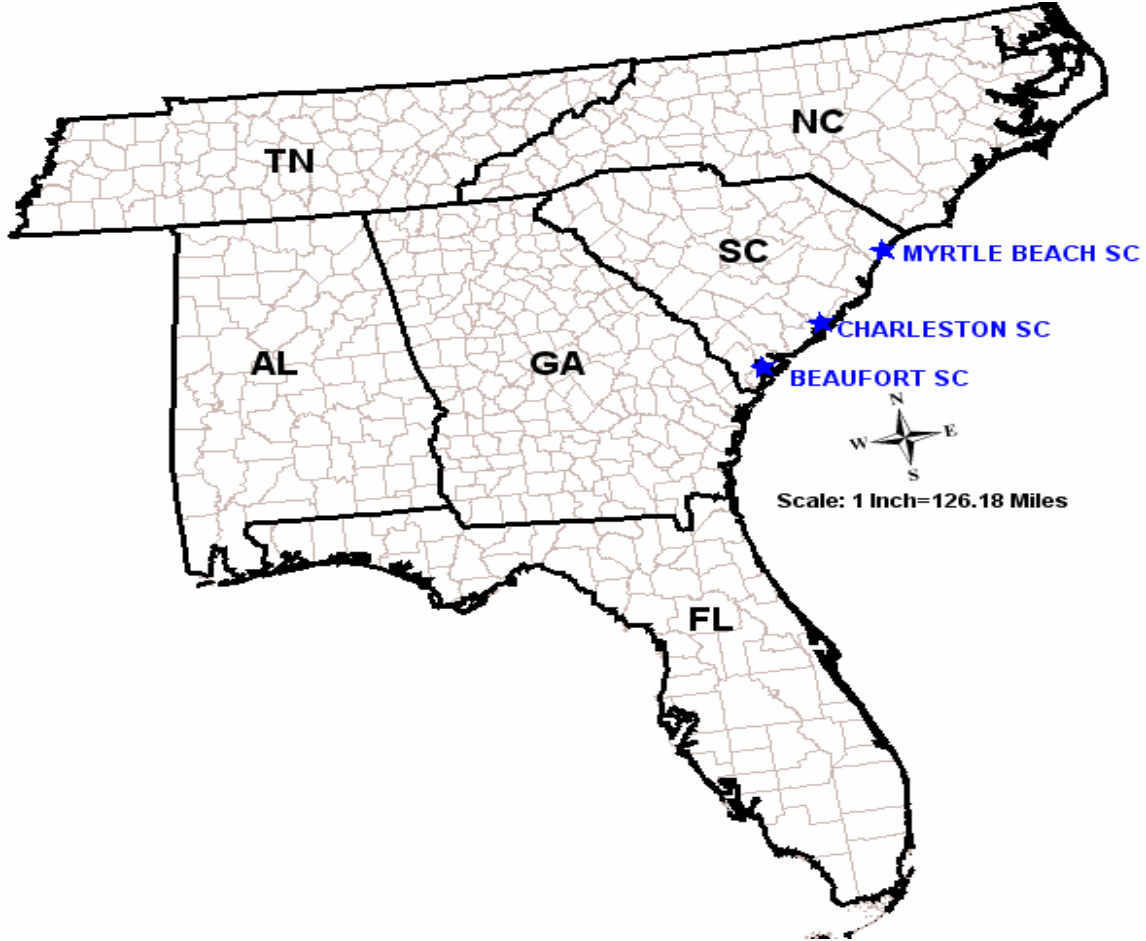 NC
TN
SC
MYRTLE BEACH SC
CHARLESTON SC
AL
GA
BEAUFORT SC
N
W E
S
Scale: 1 Inch=126.18 Miles
FL